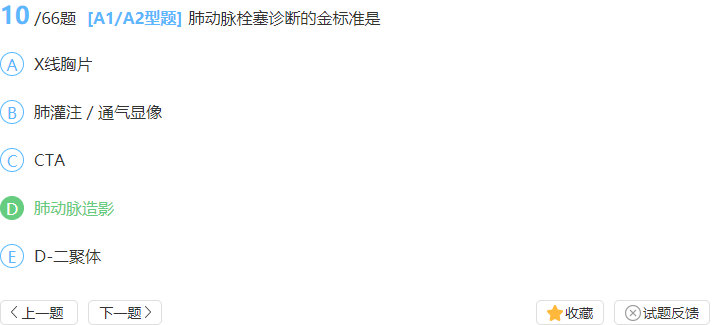 10 /66题 [A1/A2型题] 肺动脉栓塞诊断的金标准是
A X线胸片
B 肺灌注 / 通气显像
C CTA
D 肺动脉造影
E D-二聚体
上一题 下一题 收藏 试题反馈